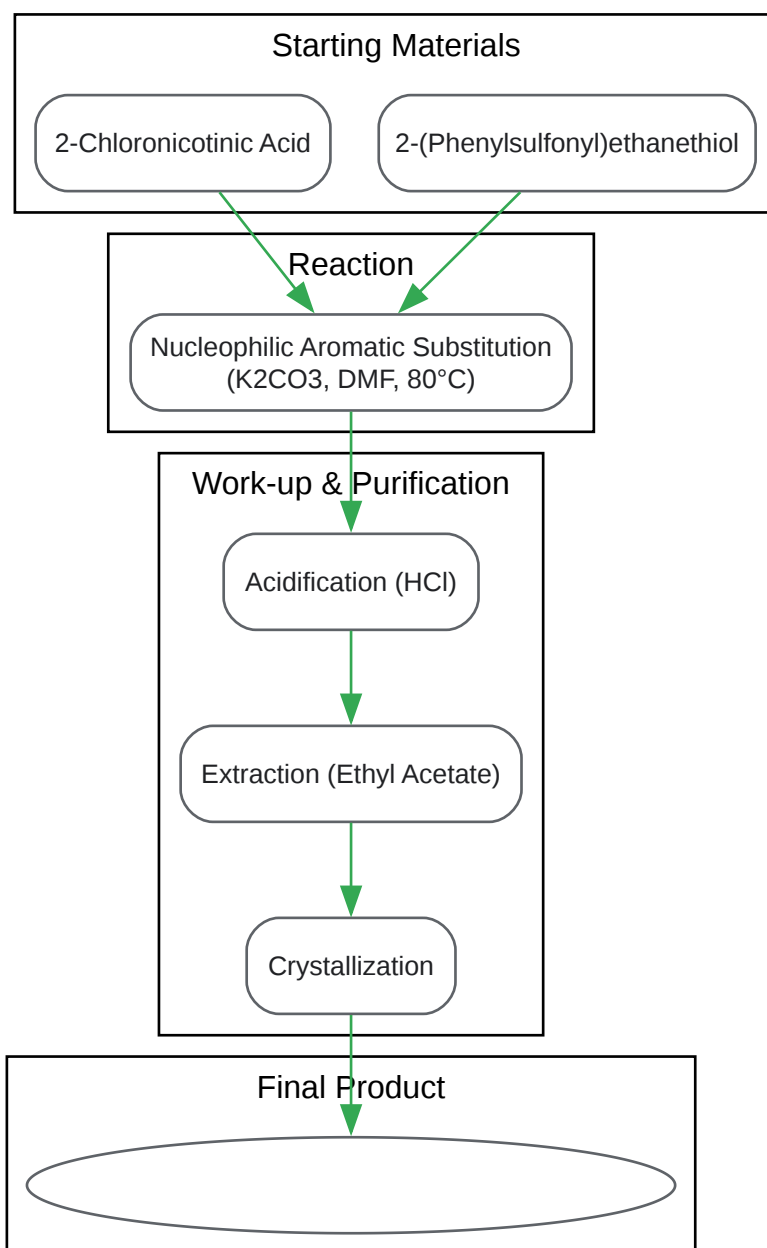 Starting Materials
2-Chloronicotinic Acid
2-(Phenylsulfonyl)ethanethiol
Reaction
Nucleophilic Aromatic Substitution
(K2CO3, DMF, 80°C)
Work-up & Purification
Acidification (HCl)
Extraction (Ethyl Acetate)
Crystallization
Final Product